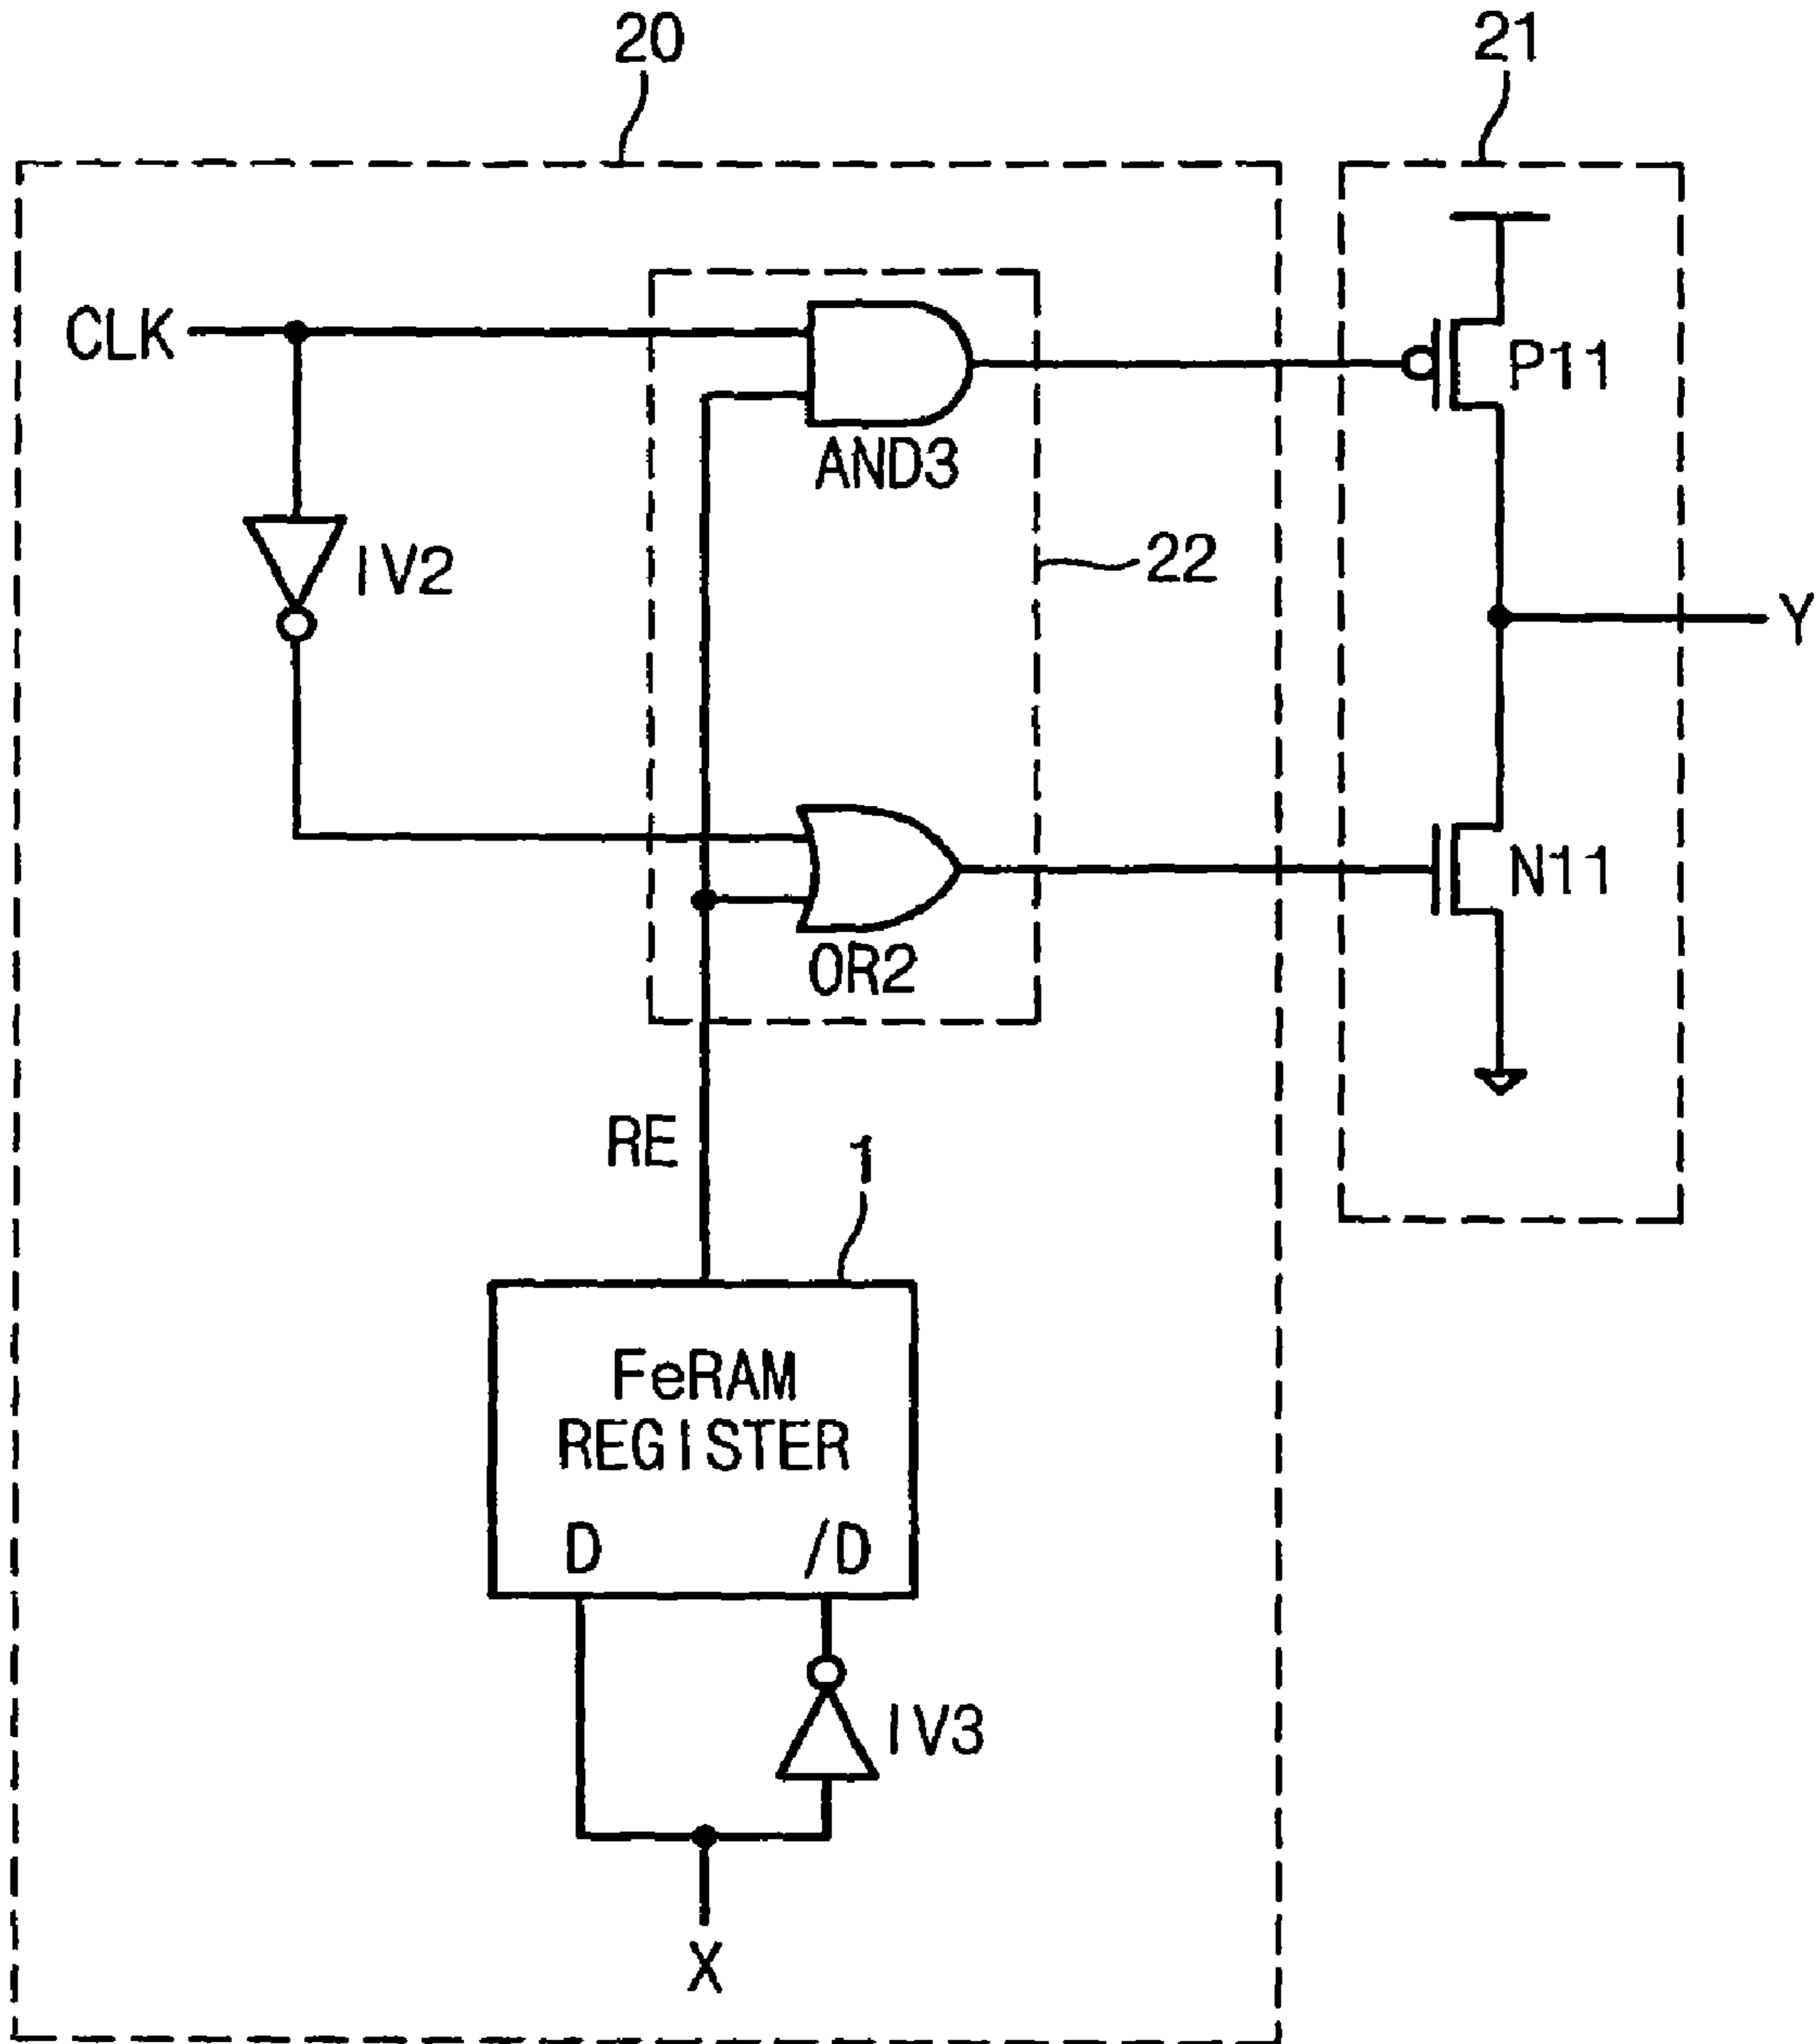 20
21
CLK
P11
AND3
IV2
22
Y
N11
OR2
RE
1
FeRAM
REGISTER
D /D
IV3
X